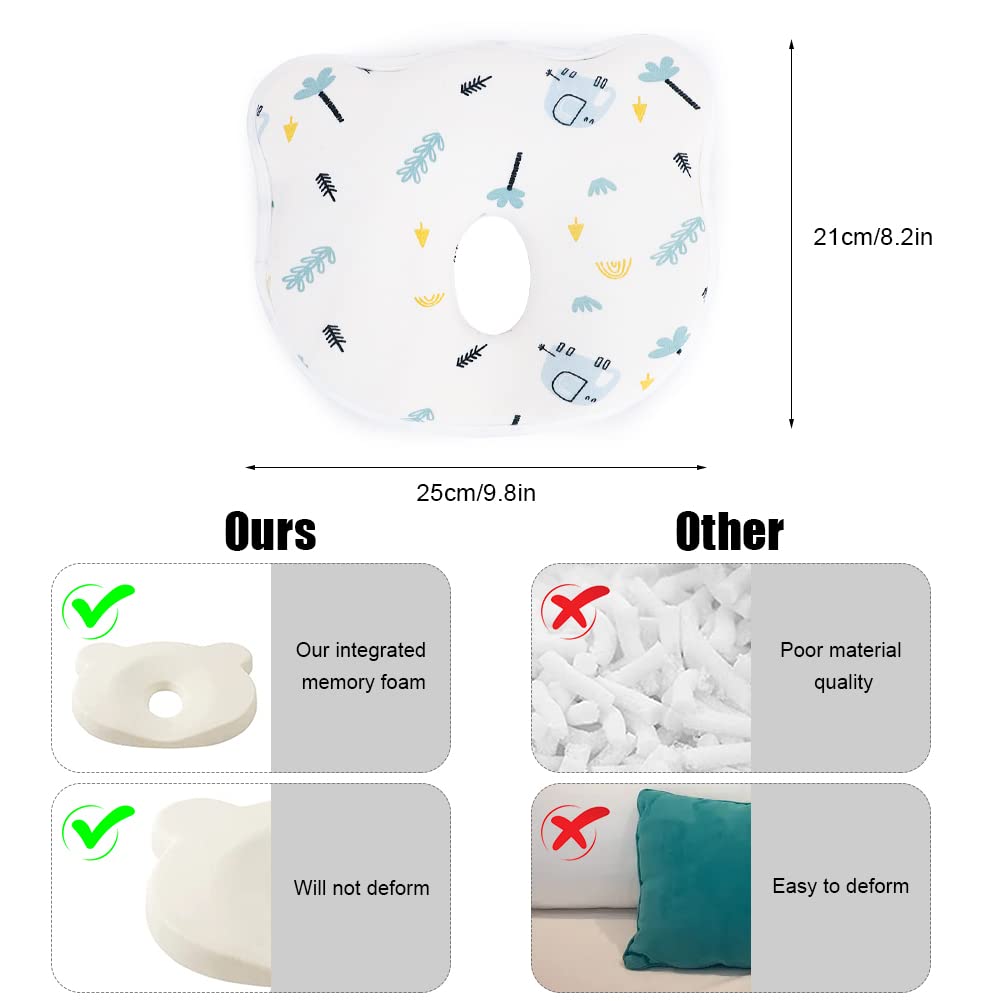 21cm/8.2in
25cm/9.8in
Ours
Other
Our integrated
memory foam
Poor material
quality
Will not deform
Easy to deform